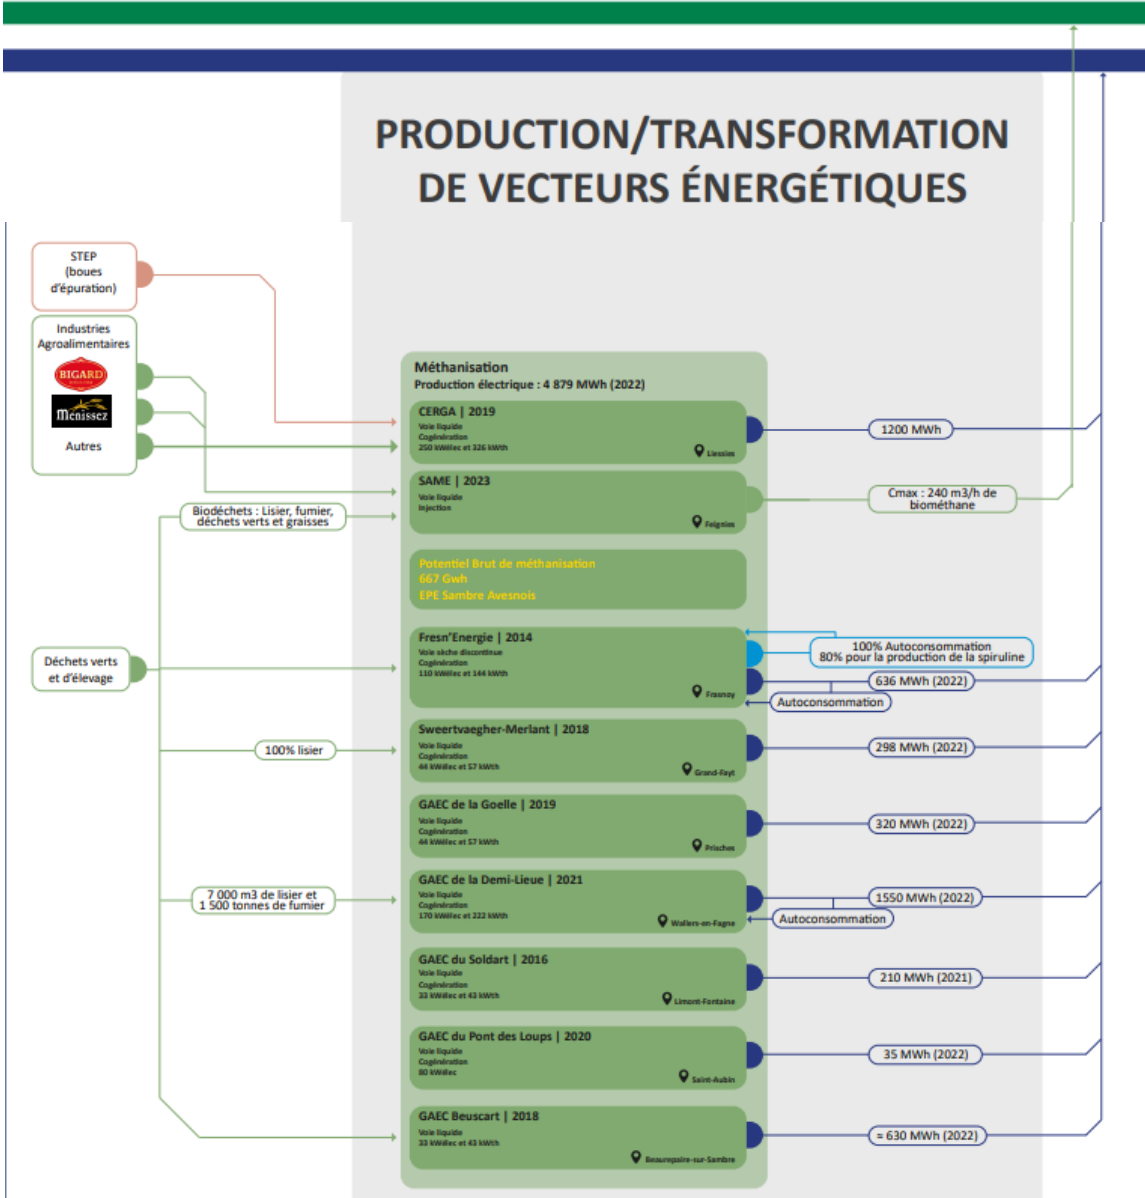 PRODUCTION/TRANSFORMATION
DE VECTEURS ÉNERGÉTIQUES
STEP
(boues
d'épuration)
Industries
Agroalimentaires
BIGARD
Menissez
Autres
Biodéchets : Lisier, fumier,
déchets verts et graisses
Déchets verts
et d'élevage
100% lisier
7 000 m3 de lisier et
1 500 tonnes de fumier
Méthanisation
Production électrique : 4 879 MWh (2022)
CERGA | 2019
Voie liquide
Cogénération
250 kWélec et 326 kWth
Liessies
1200 MWh
SAME | 2023
Voie liquide
Injection
Feignies
Cmax : 240 m3/h de
biométhane
Potentiel Brut de méthanisation
667 Gwh
EPE Sambre Avesnois
Fresn'Energie | 2014
Voie sèche discontinue
Cogénération
110 kWélec et 144 kWth
Frasnoy
100% Autoconsommation
80% pour la production de la spiruline
636 MWh (2022)
Autoconsommation
Sweertvaegher-Merlant | 2018
Voie liquide
Cogénération
44 kWélec et 57 kWth
Grand-Fayt
298 MWh (2022)
GAEC de la Goelle | 2019
Voie liquide
Cogénération
44 kWélec et 57 kWth
Prisches
320 MWh (2022)
GAEC de la Demi-Lieue | 2021
Voie liquide
Cogénération
170 kWélec et 222 kWth
Wallers-en-Fagne
1550 MWh (2022)
Autoconsommation
GAEC du Soldart | 2016
Voie liquide
Cogénération
33 kWélec et 43 kWth
Limont-Fontaine
210 MWh (2021)
GAEC du Pont des Loups | 2020
Voie liquide
Cogénération
80 kWélec
Saint-Aubin
35 MWh (2022)
GAEC Beuscart | 2018
Voie liquide
33 kWélec et 43 kWth
Beaurepaire-sur-Sambre
≈ 630 MWh (2022)